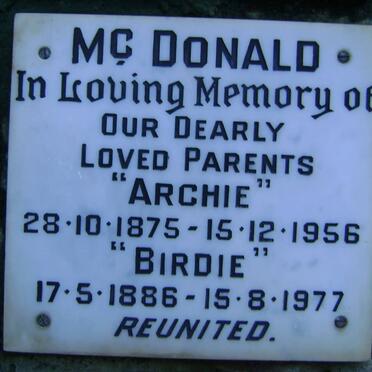 MC DONALD
In Loving Memory of
OUR DEARLY
LOVED PARENTS
"ARCHIE"
28·10·1875 - 15·12·1956
"BIRDIE"
17·5·1886 - 15·8·1977
REUNITED.